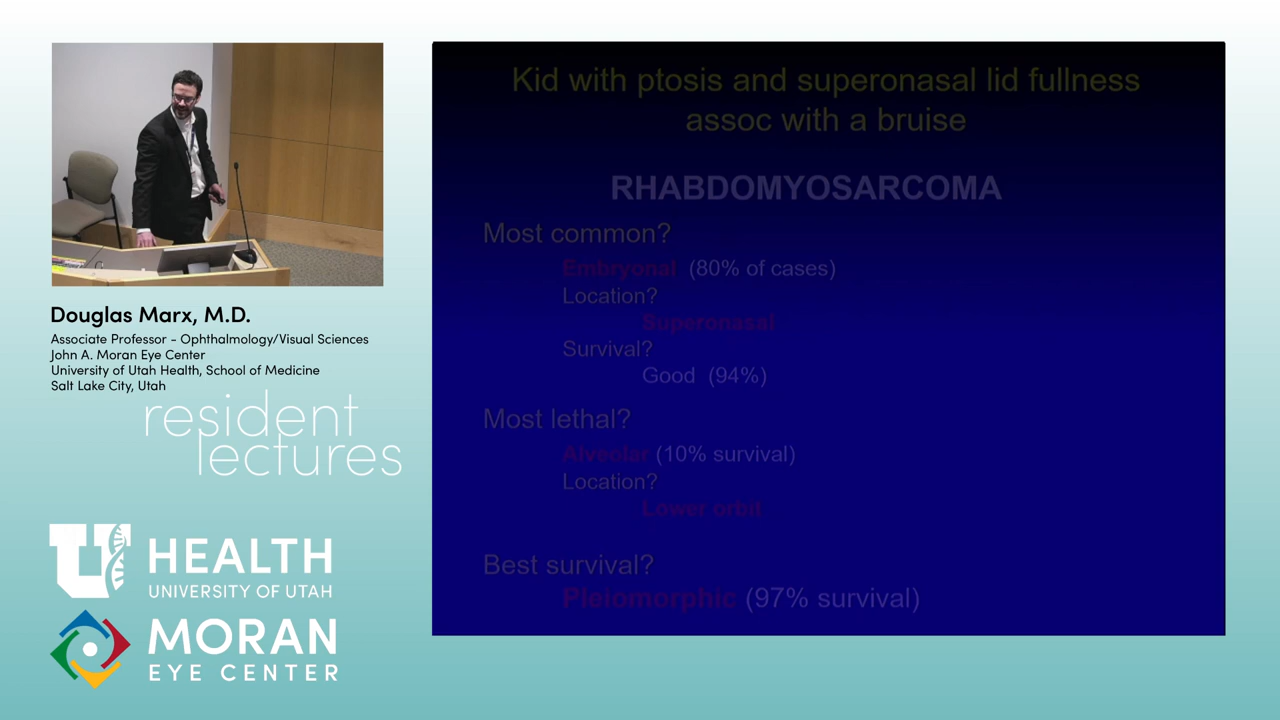 Kid with ptosis and superonasal lid fullness
assoc with a bruise
RHABDOMYOSARCOMA
Most common?
Embryonal (80% of cases)
Location?
Superonasal
Survival?
Good (94%)
Most lethal?
Alveolar (10% survival)
Location?
Lower orbit
Best survival?
Pleiomorphic (97% survival)
Douglas Marx, M.D.
Associate Professor - Ophthalmology/Visual Sciences
John A. Moran Eye Center
University of Utah Health, School of Medicine
Salt Lake City, Utah
resident
lectures
U HEALTH
UNIVERSITY OF UTAH
MORAN
EYE CENTER